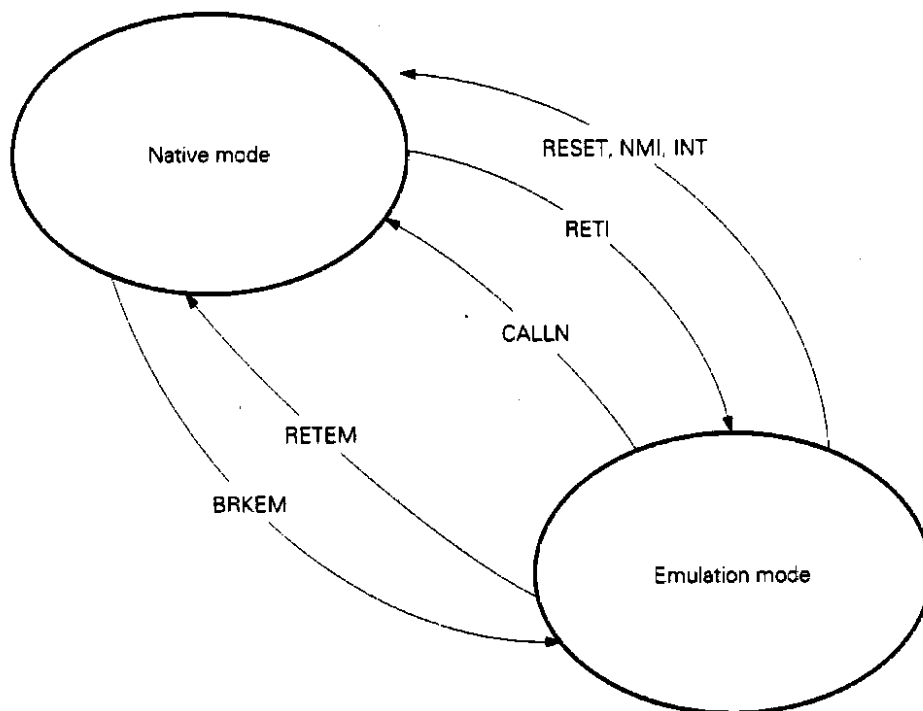 Native mode
RESET, NMI, INT
RETI
CALLN
RETEM
BRKEM
Emulation mode